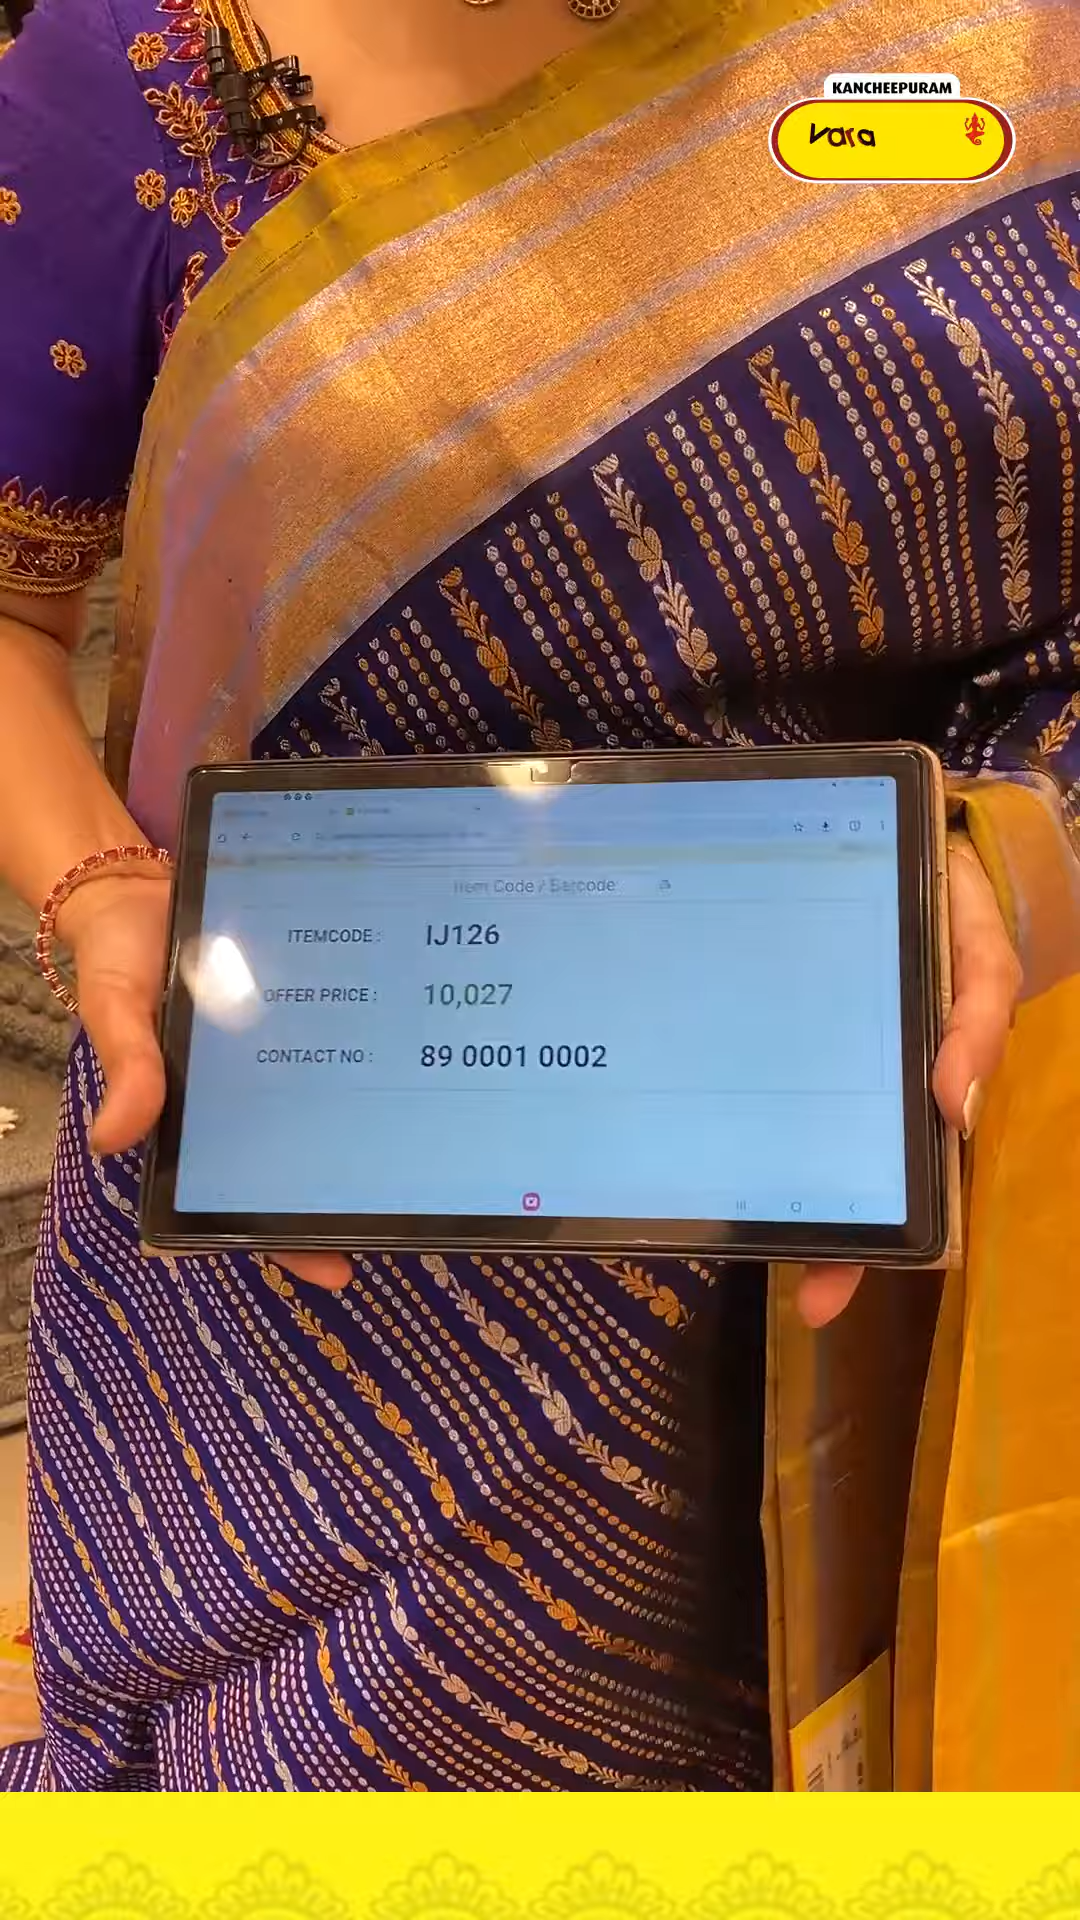 KANCHEEPURAM
vara
Item Code / Barcode
ITEMCODE : IJ126
OFFER PRICE : 10,027
CONTACT NO : 89 0001 0002